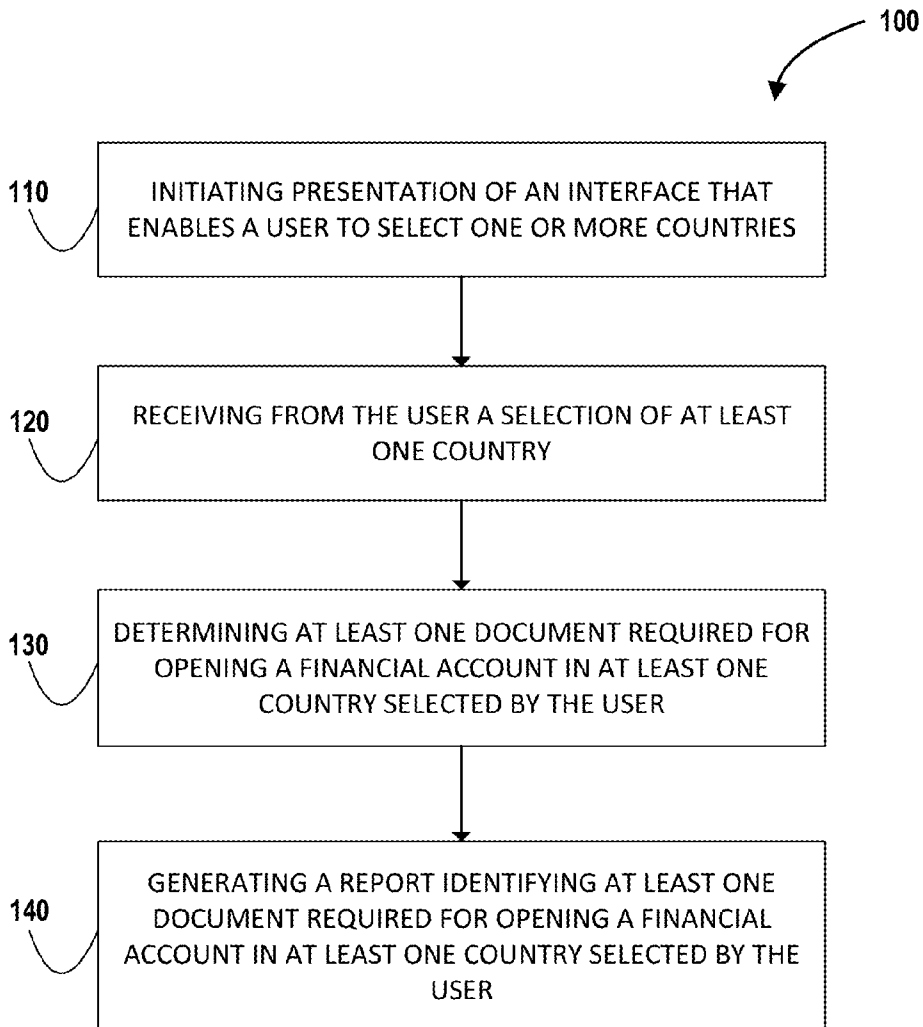 100
110
INITIATING PRESENTATION OF AN INTERFACE THAT
ENABLES A USER TO SELECT ONE OR MORE COUNTRIES
120
RECEIVING FROM THE USER A SELECTION OF AT LEAST
ONE COUNTRY
130
DETERMINING AT LEAST ONE DOCUMENT REQUIRED FOR
OPENING A FINANCIAL ACCOUNT IN AT LEAST ONE
COUNTRY SELECTED BY THE USER
140
GENERATING A REPORT IDENTIFYING AT LEAST ONE
DOCUMENT REQUIRED FOR OPENING A FINANCIAL
ACCOUNT IN AT LEAST ONE COUNTRY SELECTED BY THE
USER